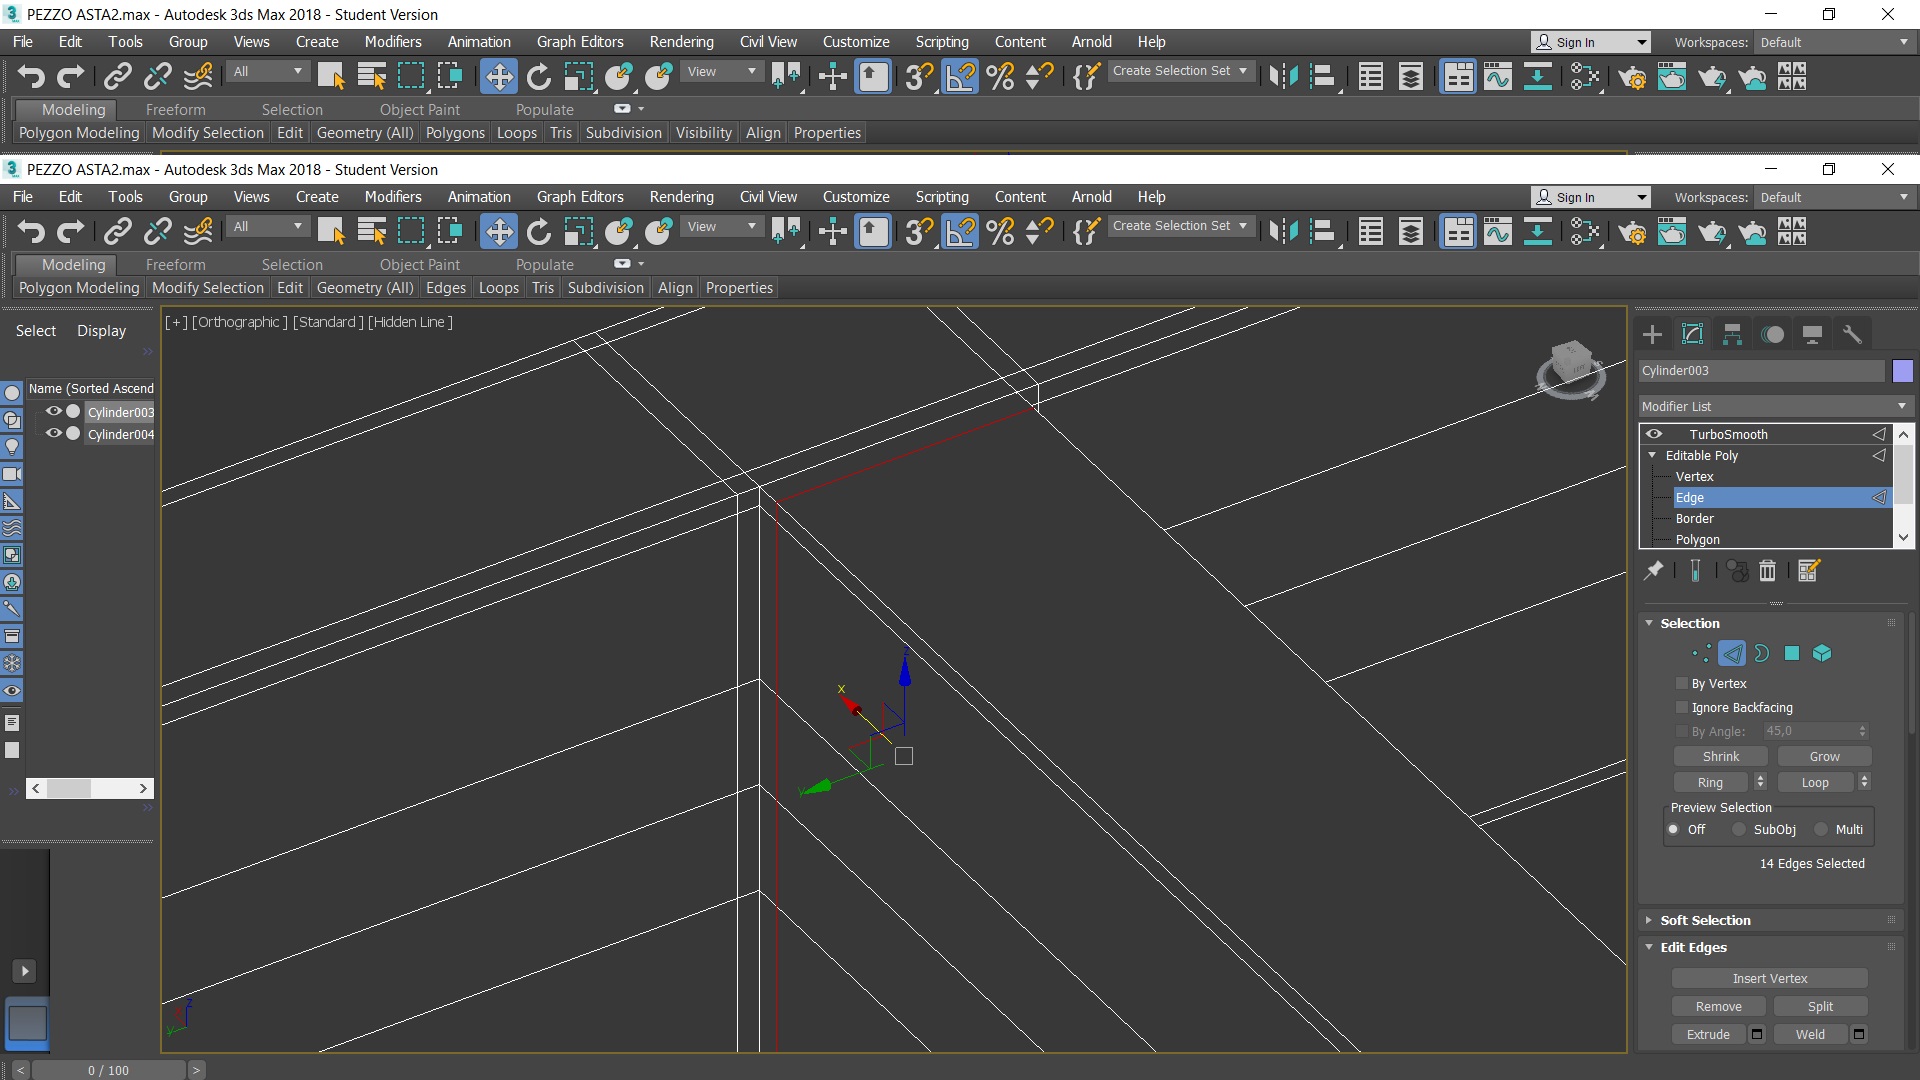 PEZZO ASTA2.max - Autodesk 3ds Max 2018 - Student Version
File Edit Tools Group Views Create Modifiers Animation Graph Editors Rendering Civil View Customize Scripting Content Arnold Help Sign In Workspaces: Default
All View Create Selection Set
Modeling Freeform Selection Object Paint Populate
Polygon Modeling Modify Selection Edit Geometry (All) Polygons Loops Tris Subdivision Visibility Align Properties
PEZZO ASTA2.max - Autodesk 3ds Max 2018 - Student Version
File Edit Tools Group Views Create Modifiers Animation Graph Editors Rendering Civil View Customize Scripting Content Arnold Help Sign In Workspaces: Default
All View Create Selection Set
Modeling Freeform Selection Object Paint Populate
Polygon Modeling Modify Selection Edit Geometry (All) Edges Loops Tris Subdivision Align Properties
Select Display
[+] [Orthographic ] [Standard ] [Hidden Line ]
Name (Sorted Ascend
Cylinder003
Cylinder004
x
z
y
z
y
Cylinder003
Modifier List
TurboSmooth
Editable Poly
Vertex
Edge
Border
Polygon
Selection
By Vertex
Ignore Backfacing
By Angle: 45,0
Shrink Grow
Ring Loop
Preview Selection
Off SubObj Multi
14 Edges Selected
Soft Selection
Edit Edges
Insert Vertex
Remove Split
Extrude Weld
< 0 / 100 >